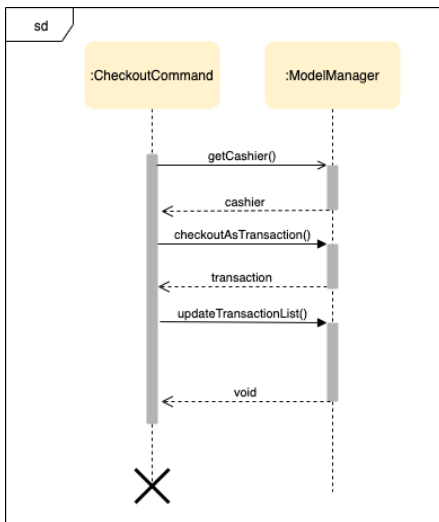 sd
:CheckoutCommand
:ModelManager
getCashier()
cashier
checkoutAsTransaction()
transaction
updateTransactionList()
void